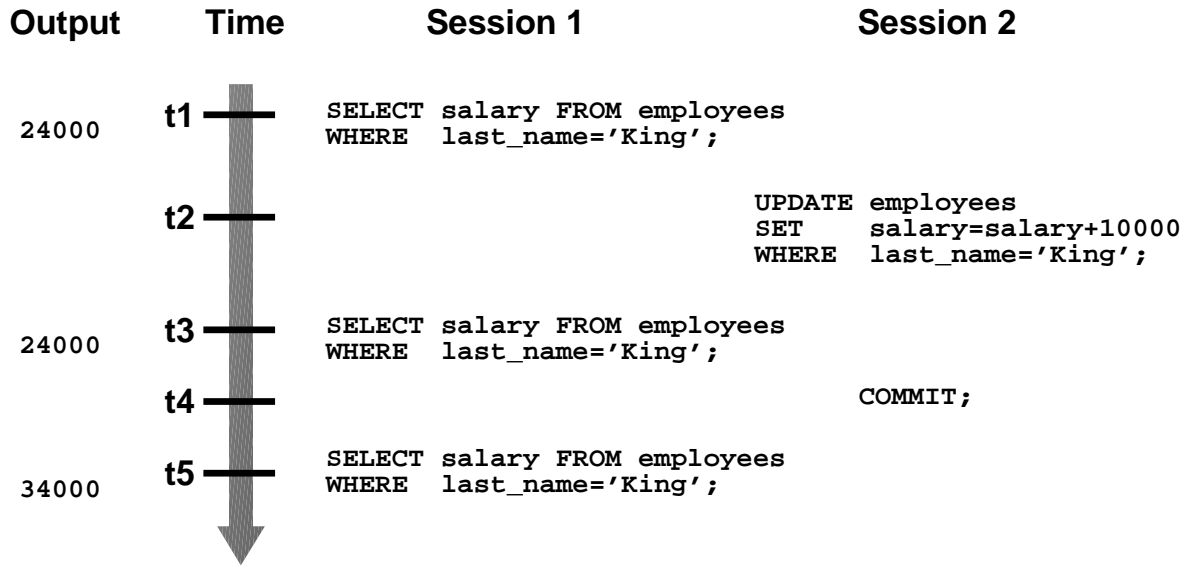 Output Time Session 1 Session 2
t1
24000
SELECT salary FROM employees
WHERE last_name=’King’;
t2
UPDATE employees
SET salary=salary+10000
WHERE last_name=’King’;
t3
24000
SELECT salary FROM employees
WHERE last_name=’King’;
t4
COMMIT;
t5
34000
SELECT salary FROM employees
WHERE last_name=’King’;